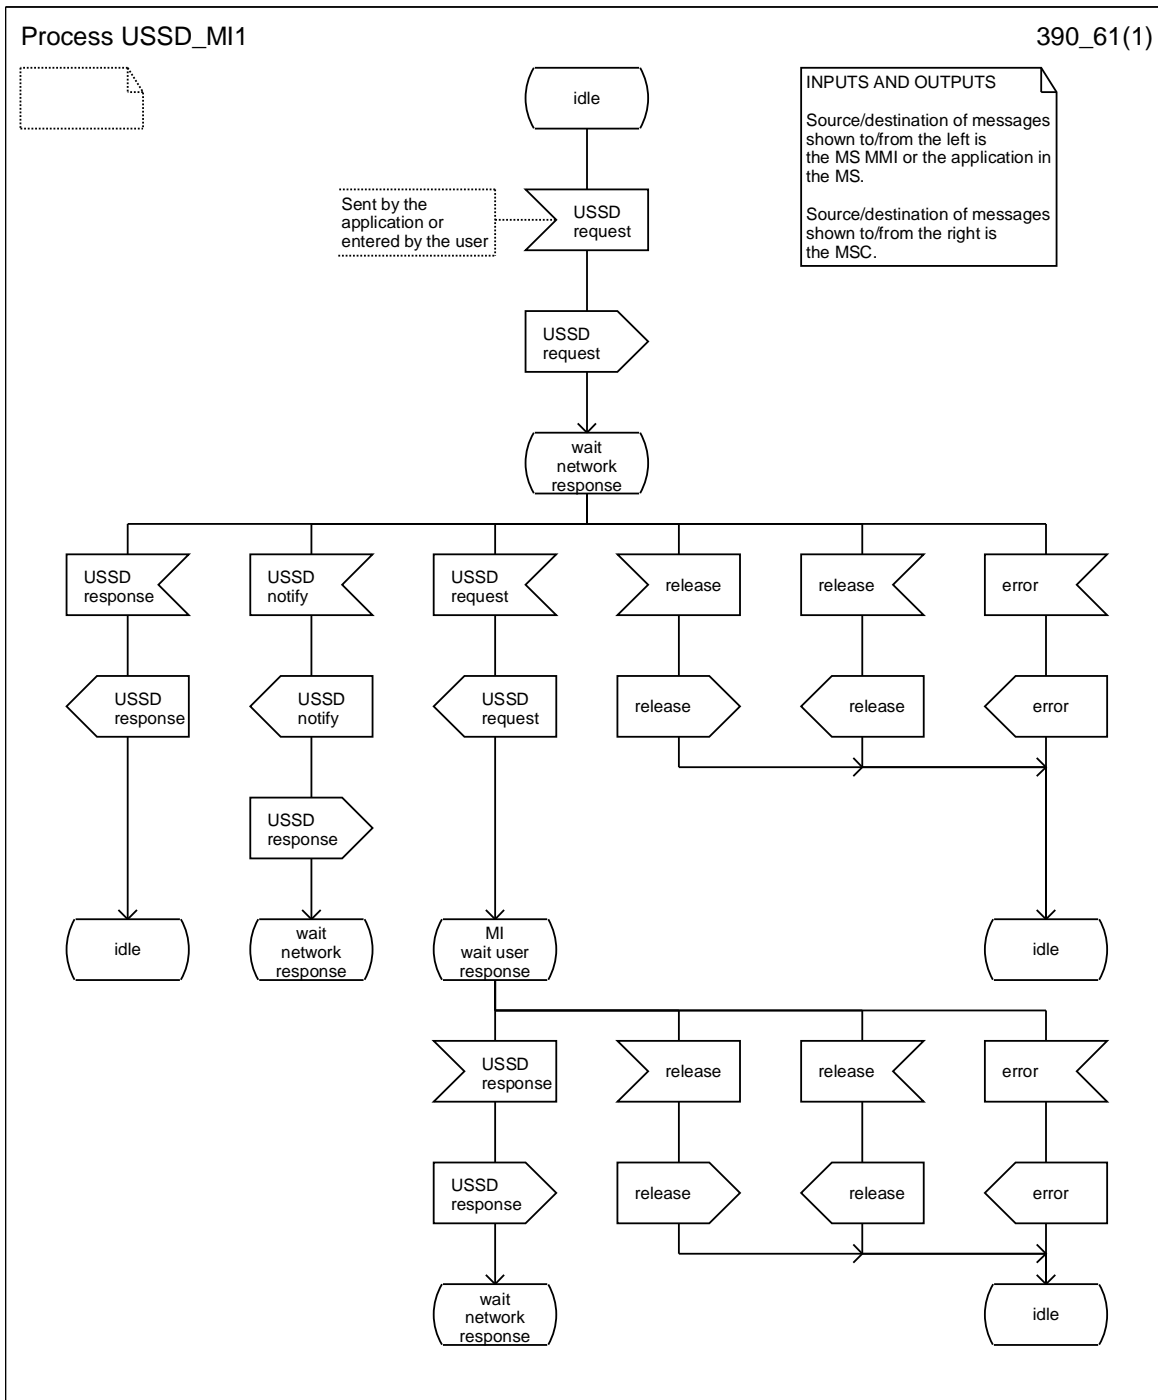 Process USSD_MI1
390_61(1)
idle
INPUTS AND OUTPUTS
Source/destination of messages
shown to/from the left is
the MS MMI or the application in
the MS.
Source/destination of messages
shown to/from the right is
the MSC.
Sent by the
application or
entered by the user
USSD
request
USSD
request
wait
network
response
USSD
response
USSD
notify
USSD
request
release
release
error
USSD
response
USSD
notify
USSD
request
release
release
error
USSD
response
idle
wait
network
response
MI
wait user
response
idle
USSD
response
release
release
error
USSD
response
release
release
error
wait
network
response
idle